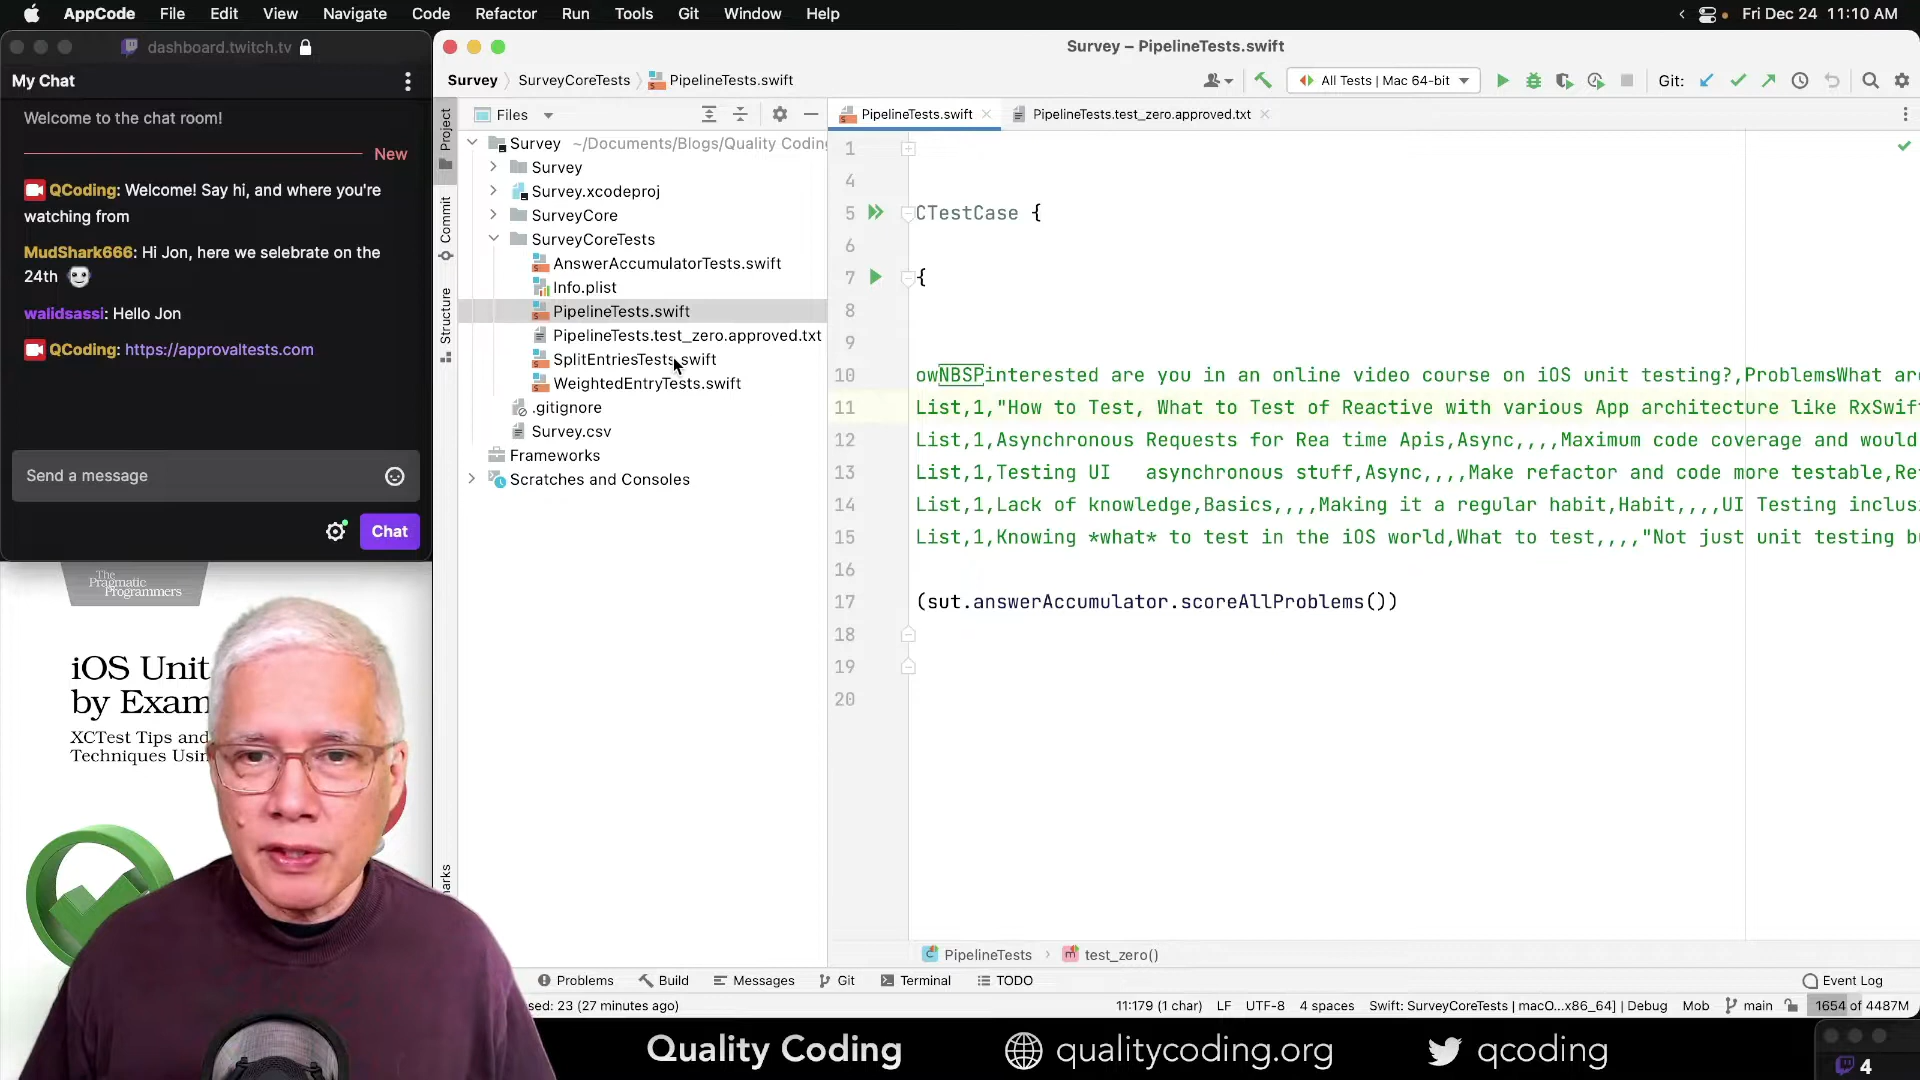 AppCode File Edit View Navigate Code Refactor Run Tools Git Window Help
Fri Dec 24 11:10 AM
dashboard.twitch.tv
My Chat
Welcome to the chat room!
New
QCoding: Welcome! Say hi, and where you're
watching from
MudShark666: Hi Jon, here we selebrate on the
24th
walidsassi: Hello Jon
QCoding: https://approvaltests.com
Send a message
Chat
The
Pragmatic
Programmers
iOS Unit
by Exam
XCTest Tips and
Techniques Usin
Survey – PipelineTests.swift
Survey SurveyCoreTests PipelineTests.swift
All Tests | Mac 64-bit
Git:
Project
Commit
Structure
arks
Files
Survey ~/Documents/Blogs/Quality Coding
Survey
Survey.xcodeproj
SurveyCore
SurveyCoreTests
AnswerAccumulatorTests.swift
Info.plist
PipelineTests.swift
PipelineTests.test_zero.approved.txt
SplitEntriesTests.swift
WeightedEntryTests.swift
.gitignore
Survey.csv
Frameworks
Scratches and Consoles
PipelineTests.swift PipelineTests.test_zero.approved.txt
1
4
5 CTestCase {
6
7 {
8
9
10 owNBSPinterested are you in an online video course on iOS unit testing?,ProblemsWhat are
11 List,1,"How to Test, What to Test of Reactive with various App architecture like RxSwif
12 List,1,Asynchronous Requests for Rea time Apis,Async,,,,Maximum code coverage and would
13 List,1,Testing UI   asynchronous stuff,Async,,,,Make refactor and code more testable,Re
14 List,1,Lack of knowledge,Basics,,,,Making it a regular habit,Habit,,,,UI Testing inclus
15 List,1,Knowing *what* to test in the iOS world,What to test,,,,"Not just unit testing b
16
17 (sut.answerAccumulator.scoreAllProblems())
18
19
20
PipelineTests test_zero()
Problems Build Messages Git Terminal TODO Event Log
sed: 23 (27 minutes ago) 11:179 (1 char) LF UTF-8 4 spaces Swift: SurveyCoreTests | macO...x86_64] | Debug Mob main 1654 of 4487M
Quality Coding qualitycoding.org qcoding
4